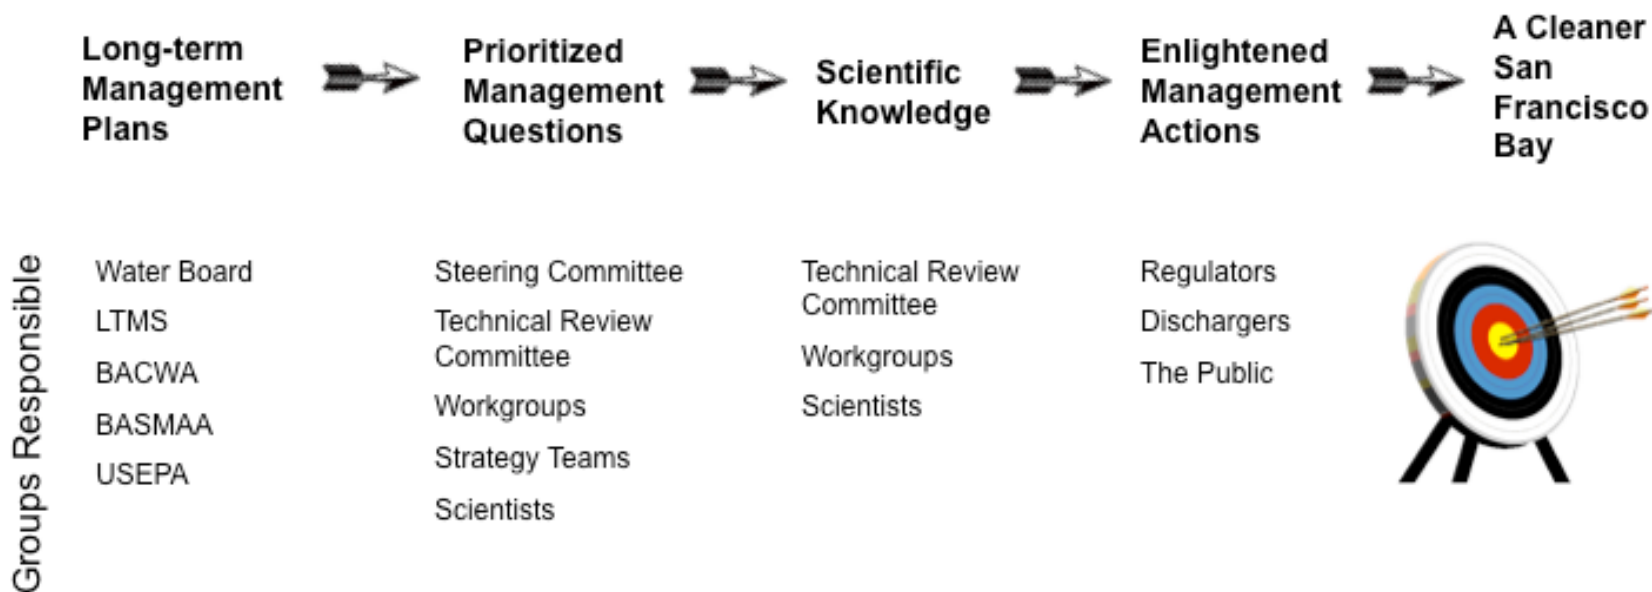 Long-term
Management
Plans
Prioritized
Management
Questions
Scientific
Knowledge
Enlightened
Management
Actions
A Cleaner
San
Francisco
Bay
Groups Responsible
Water Board
LTMS
BACWA
BASMAA
USEPA
Steering Committee
Technical Review
Committee
Workgroups
Strategy Teams
Scientists
Technical Review
Committee
Workgroups
Scientists
Regulators
Dischargers
The Public